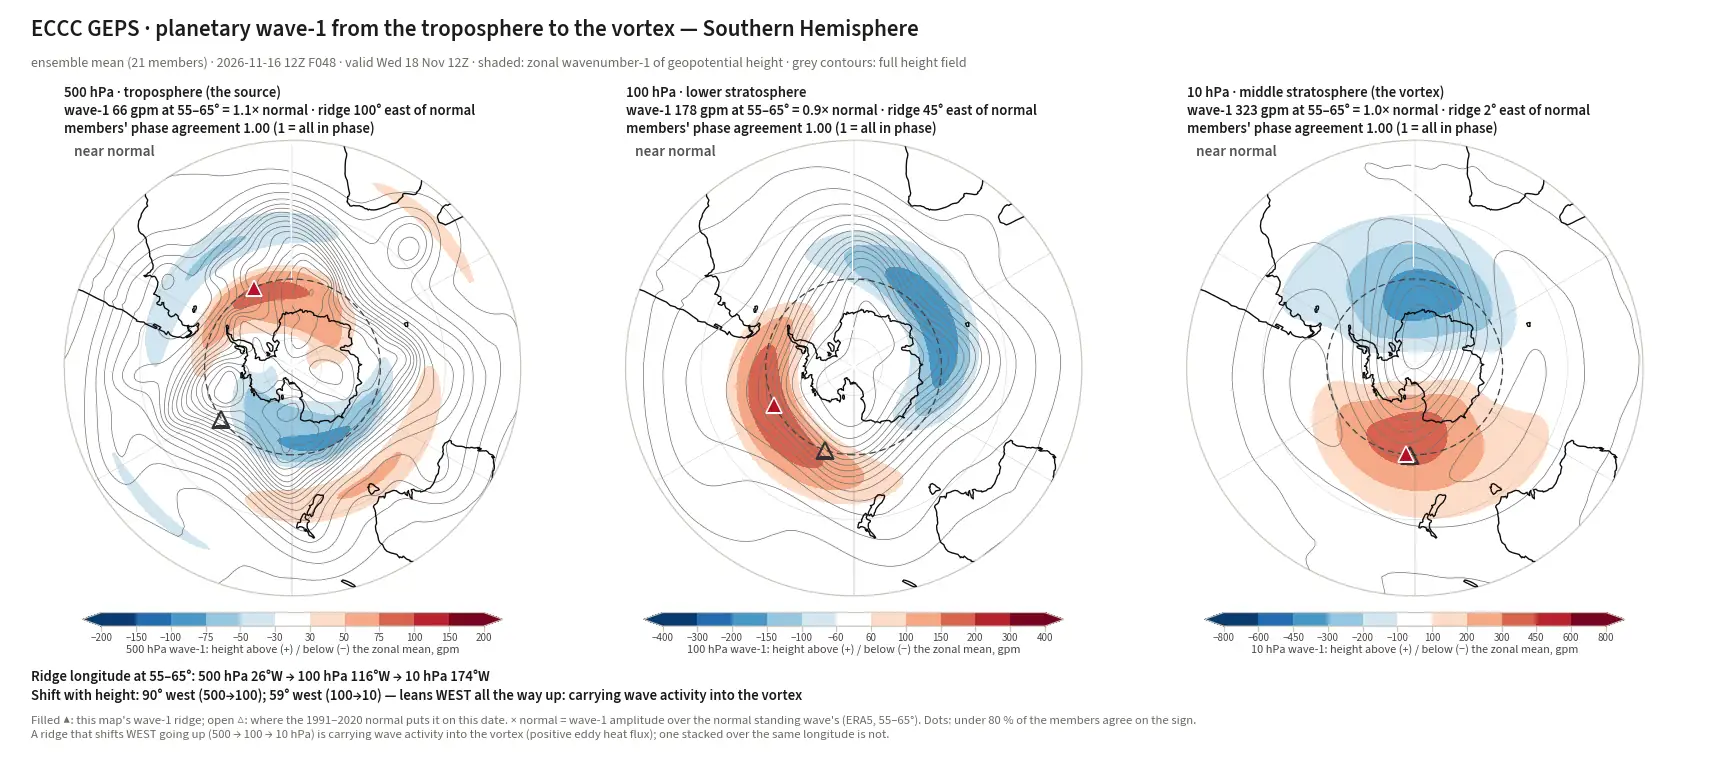 ECCC GEPS · planetary wave-1 from the troposphere to the vortex — Southern Hemisphere
ensemble mean (21 members) · 2026-11-16 12Z F048 · valid Wed 18 Nov 12Z · shaded: zonal wavenumber-1 of geopotential height · grey contours: full height field
500 hPa · troposphere (the source)
wave-1 66 gpm at 55–65° = 1.1× normal · ridge 100° east of normal
members' phase agreement 1.00 (1 = all in phase)
near normal
100 hPa · lower stratosphere
wave-1 178 gpm at 55–65° = 0.9× normal · ridge 45° east of normal
members' phase agreement 1.00 (1 = all in phase)
near normal
10 hPa · middle stratosphere (the vortex)
wave-1 323 gpm at 55–65° = 1.0× normal · ridge 2° east of normal
members' phase agreement 1.00 (1 = all in phase)
near normal
−200 −150 −100 −75 −50 −30 30 50 75 100 150 200
500 hPa wave-1: height above (+) / below (−) the zonal mean, gpm
−400 −300 −200 −150 −100 −60 60 100 150 200 300 400
100 hPa wave-1: height above (+) / below (−) the zonal mean, gpm
−800 −600 −450 −300 −200 −100 100 200 300 450 600 800
10 hPa wave-1: height above (+) / below (−) the zonal mean, gpm
Ridge longitude at 55–65°: 500 hPa 26°W → 100 hPa 116°W → 10 hPa 174°W
Shift with height: 90° west (500→100); 59° west (100→10) — leans WEST all the way up: carrying wave activity into the vortex
Filled ▲: this map's wave-1 ridge; open △: where the 1991–2020 normal puts it on this date. × normal = wave-1 amplitude over the normal standing wave's (ERA5, 55–65°). Dots: under 80 % of the members agree on the sign.
A ridge that shifts WEST going up (500 → 100 → 10 hPa) is carrying wave activity into the vortex (positive eddy heat flux); one stacked over the same longitude is not.